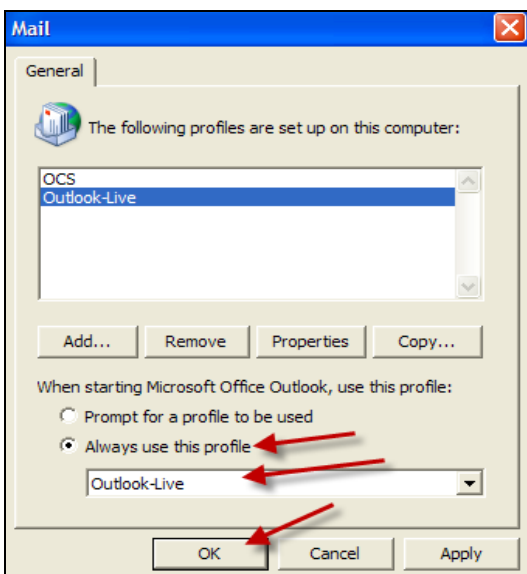 Mail
General
The following profiles are set up on this computer:
OCS
Outlook-Live
Add... Remove Properties Copy...
When starting Microsoft Office Outlook, use this profile:
Prompt for a profile to be used
Always use this profile
Outlook-Live
OK Cancel Apply